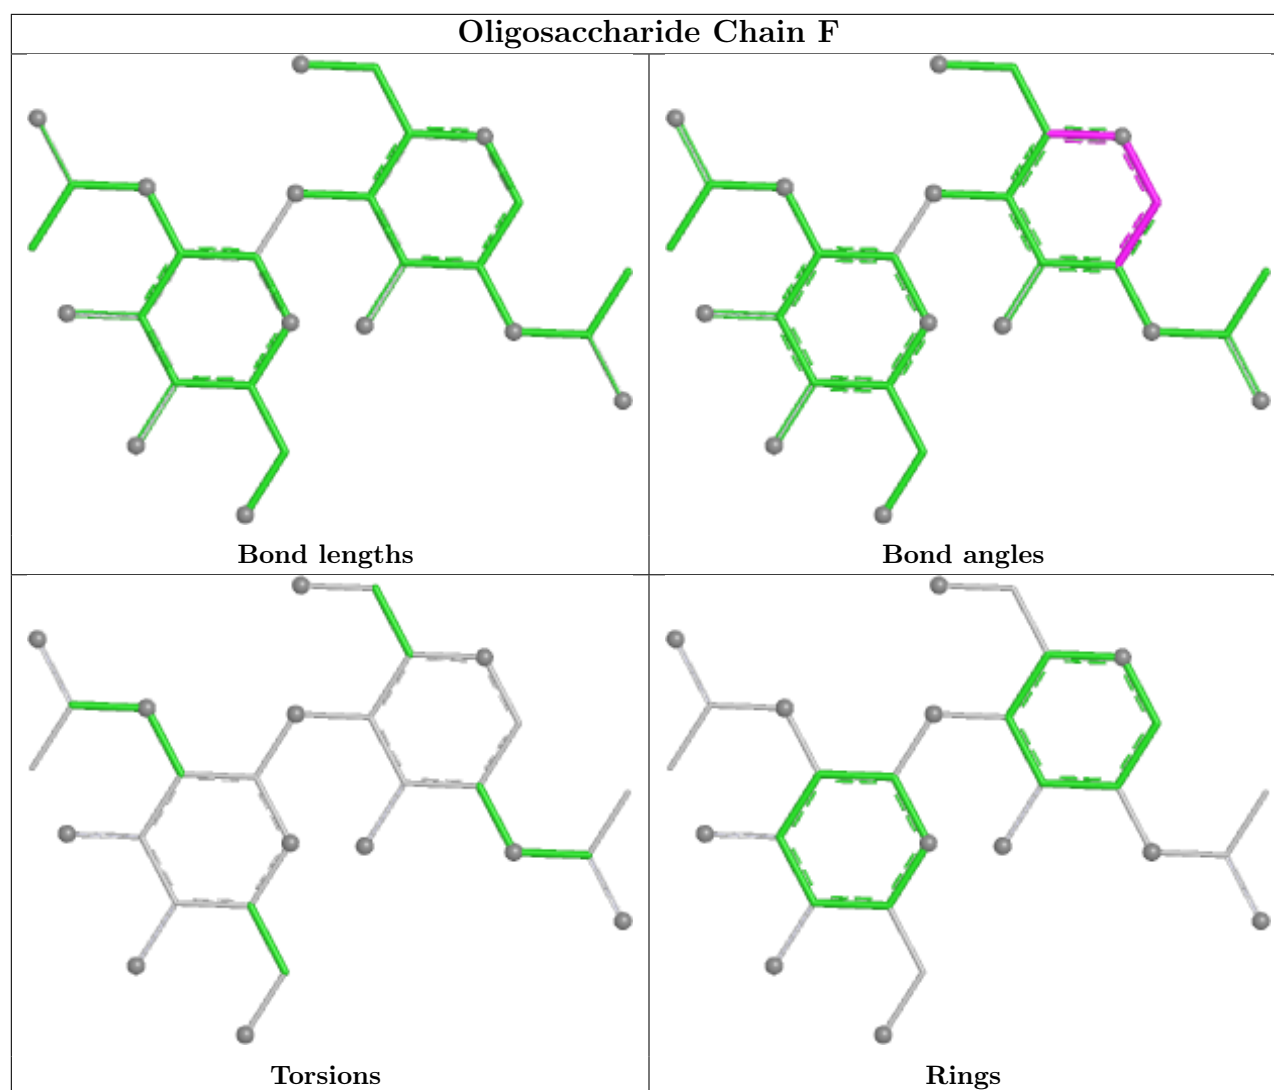 Oligosaccharide Chain F
Bond lengths
Bond angles
Torsions
Rings